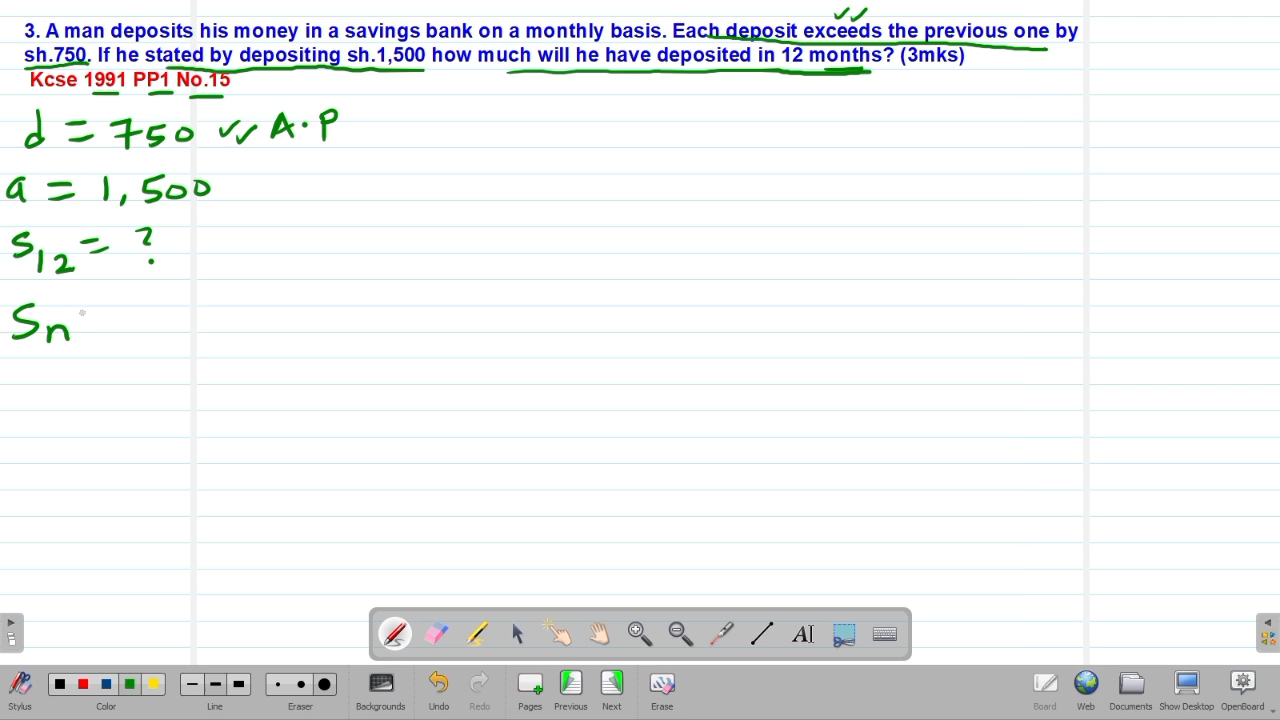 3. A man deposits his money in a savings bank on a monthly basis. Each deposit exceeds the previous one by
sh.750. If he stated by depositing sh.1,500 how much will he have deposited in 12 months? (3mks)
Kcse 1991 PP1 No.15
d = 750 ✓✓ A.P
a = 1,500
S12 = ?
Sn
AI
Stylus Color Line Eraser Backgrounds Undo Redo Pages Previous Next Erase Board Web Documents Show Desktop OpenBoard